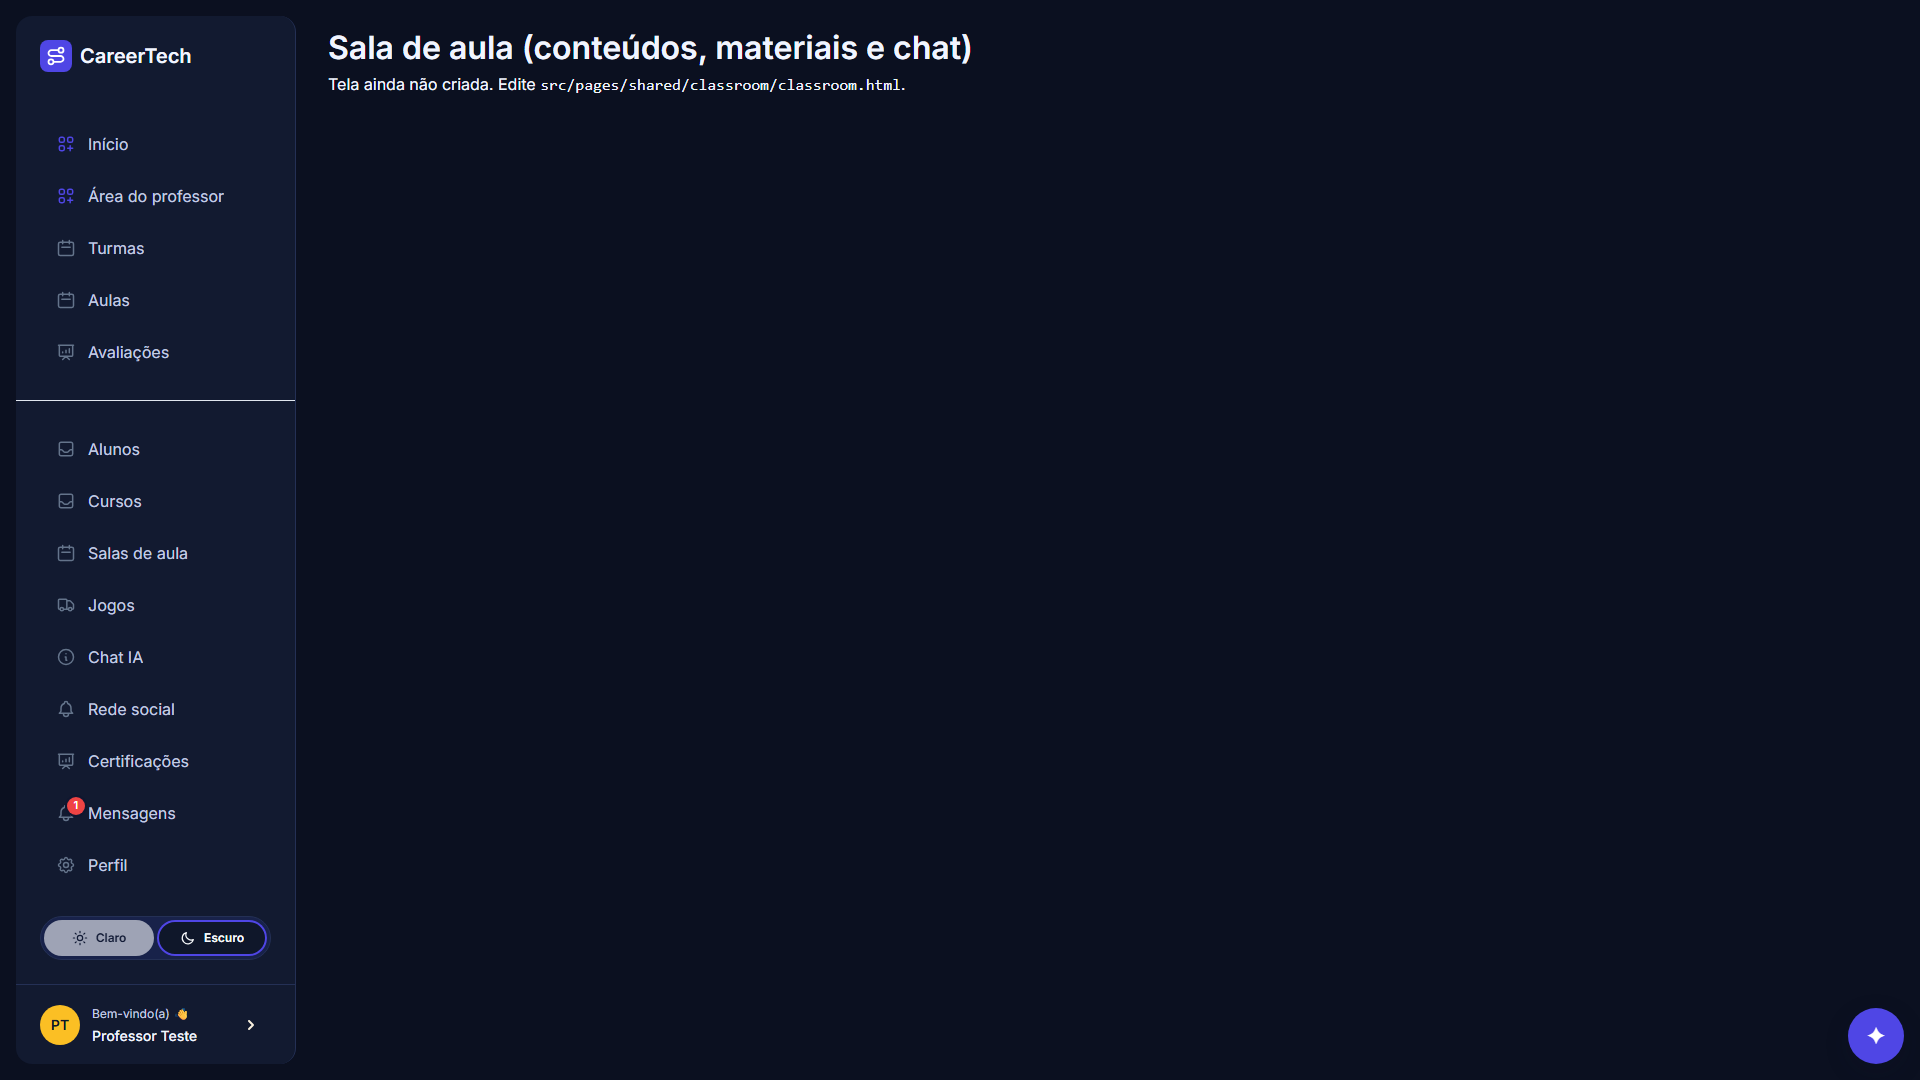 CareerTech
Início
Área do professor
Turmas
Aulas
Avaliações
Alunos
Cursos
Salas de aula
Jogos
Chat IA
Rede social
Certificações
1
Mensagens
Perfil
Claro
Escuro
PT
Bem-vindo(a) 👋
Professor Teste
Sala de aula (conteúdos, materiais e chat)
Tela ainda não criada. Edite src/pages/shared/classroom/classroom.html.